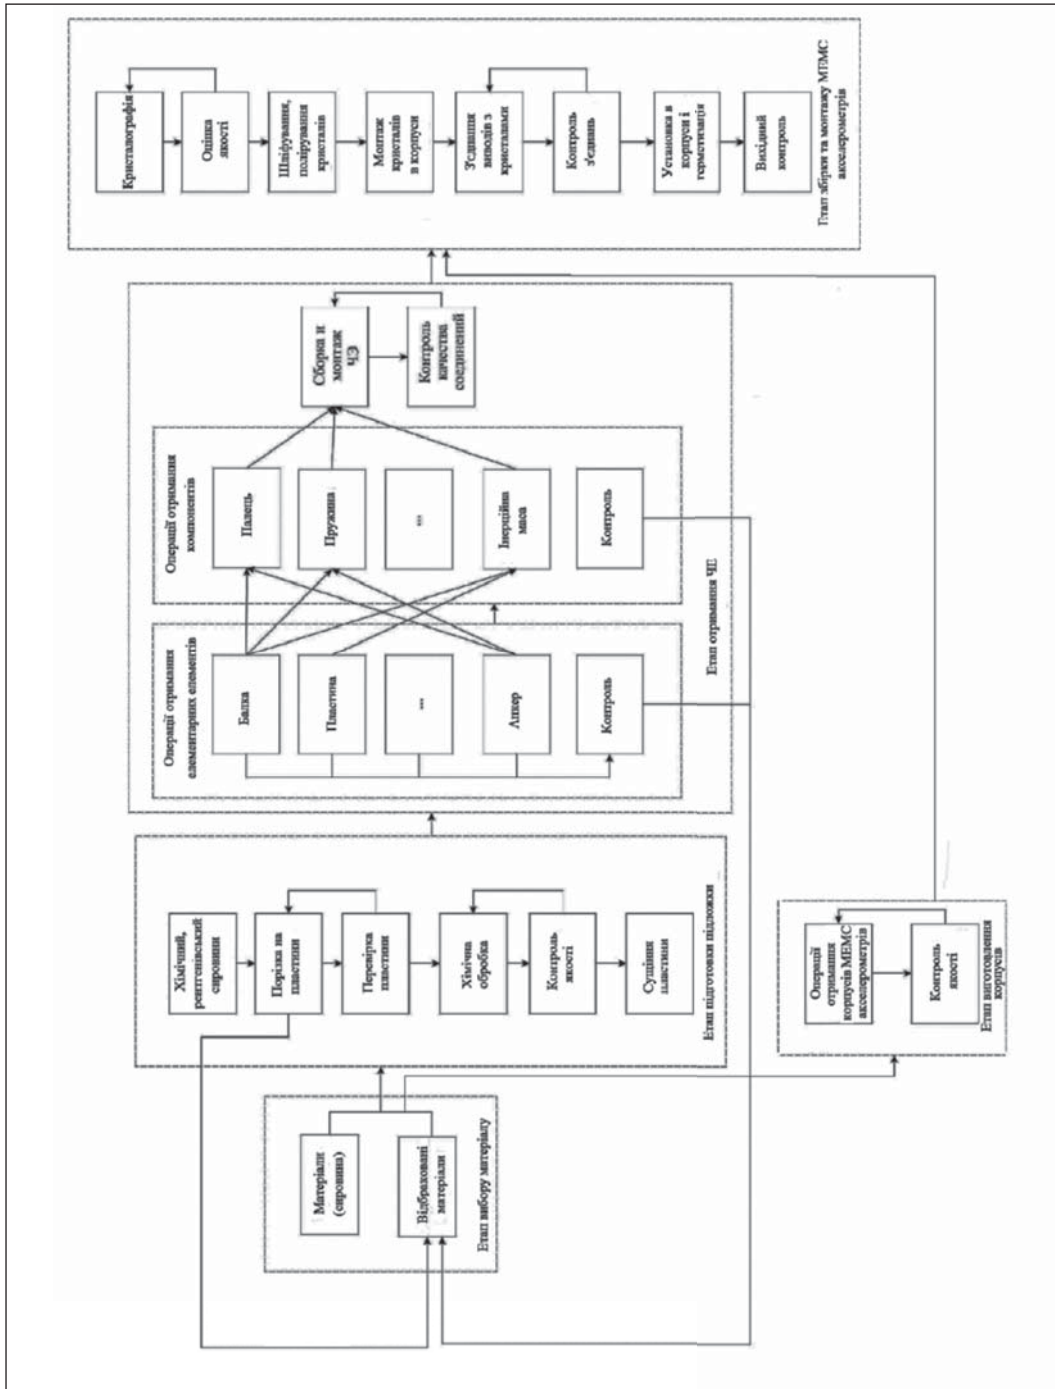 Матеріали
(сировина)
Відбраковані
матеріали
Етап вибору матеріалу
Хімічний,
рентгенівський
сировини
Порізка на
пластини
Перевірка
пластини
Хімічна
обробка
Контроль
якості
Сушіння
пластини
Етап підготовки підложки
Операції отримання
елементарних елементів
Балка
Пластина
...
Анкер
Контроль
Операції отримання
компонентів
Палець
Пружина
...
Інерційна
маса
Контроль
Сборка и
монтаж
ЧЭ
Контроль
качества
соединений
Етап отримання ЧЕ
Операції
отримання
корпусів МЕМС
акселерометрів
Контроль
якості
Етап виготовлення
корпусів
Кристалографія
Оцінка
якості
Шліфування,
полірування
кристалів
Монтаж
кристалів
в корпуси
З'єднання
виводів з
кристалами
Контроль
з'єднань
Установка в
корпуси і
герметизація
Вихідний
контроль
Етап збірки та монтажу МЕМС
акселерометрів